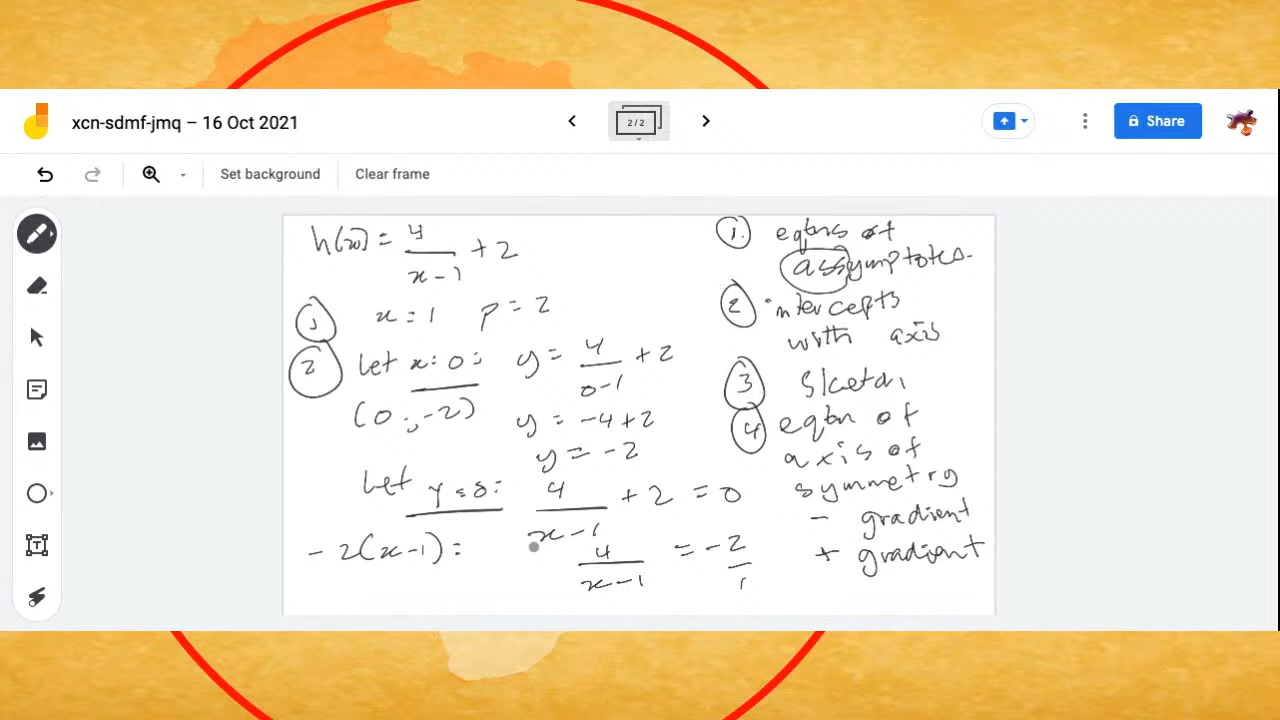 xcn-sdmf-jmq – 16 Oct 2021
2 / 2
Share
Set background
Clear frame
h(x) = 4/(x-1) + 2
① x = 1 p = 2
② Let x = 0: y = 4/(0-1) + 2
(0 ; -2) y = -4 + 2
y = -2
Let y = 0: 4/(x-1) + 2 = 0
-2(x-1) = 4/(x-1) = -2/1
① eqtns of
assymptotes.
② intercepts
with axis
③ Sketch
④ eqtn of
axis of
symmetry
- gradient
+ gradient